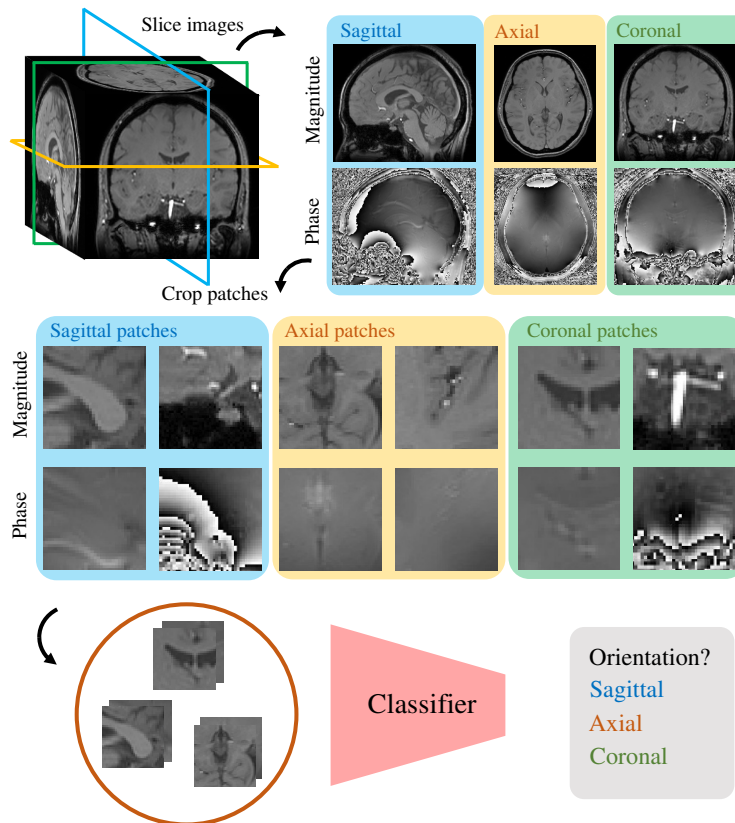 Slice images
Sagittal
Axial
Coronal
Magnitude
Phase
Crop patches
Sagittal patches
Axial patches
Coronal patches
Magnitude
Phase
Classifier
Orientation?
Sagittal
Axial
Coronal